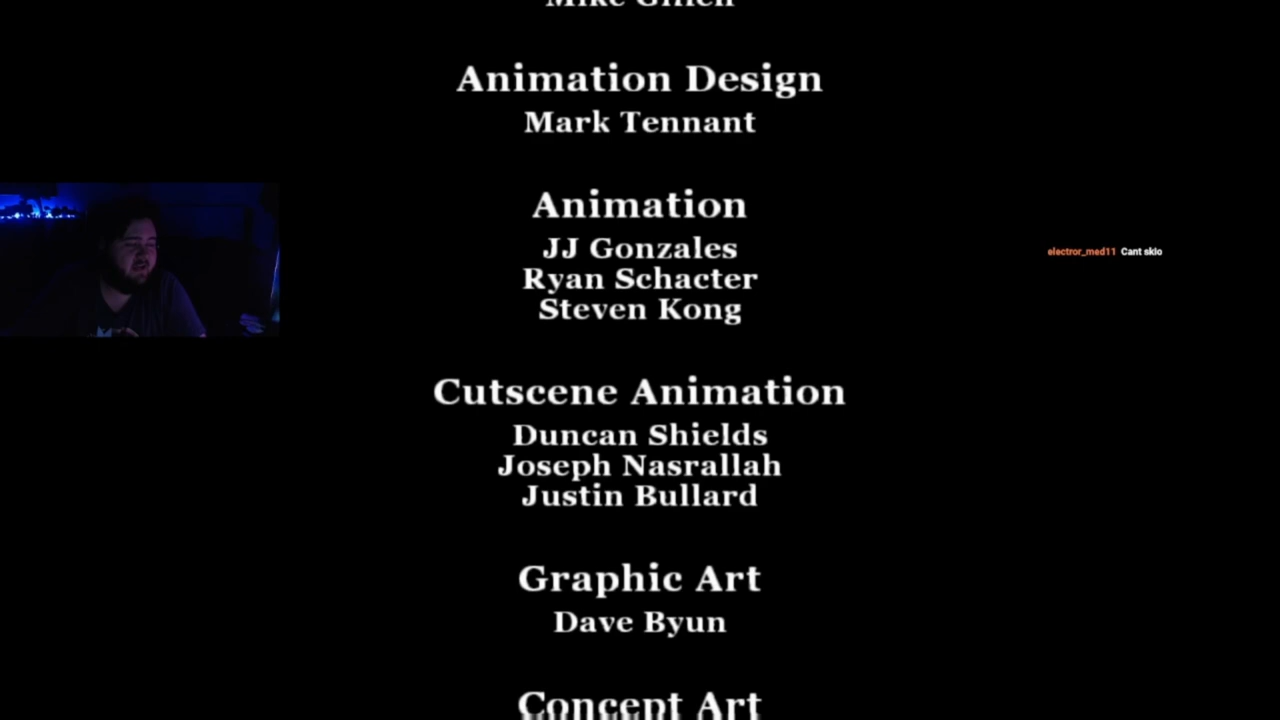 Mike
Animation Design
Mark Tennant
Animation
JJ Gonzales
Ryan Schacter
Steven Kong
electror_med11 Cant sklo
Cutscene Animation
Duncan Shields
Joseph Nasrallah
Justin Bullard
Graphic Art
Dave Byun
Concept Art